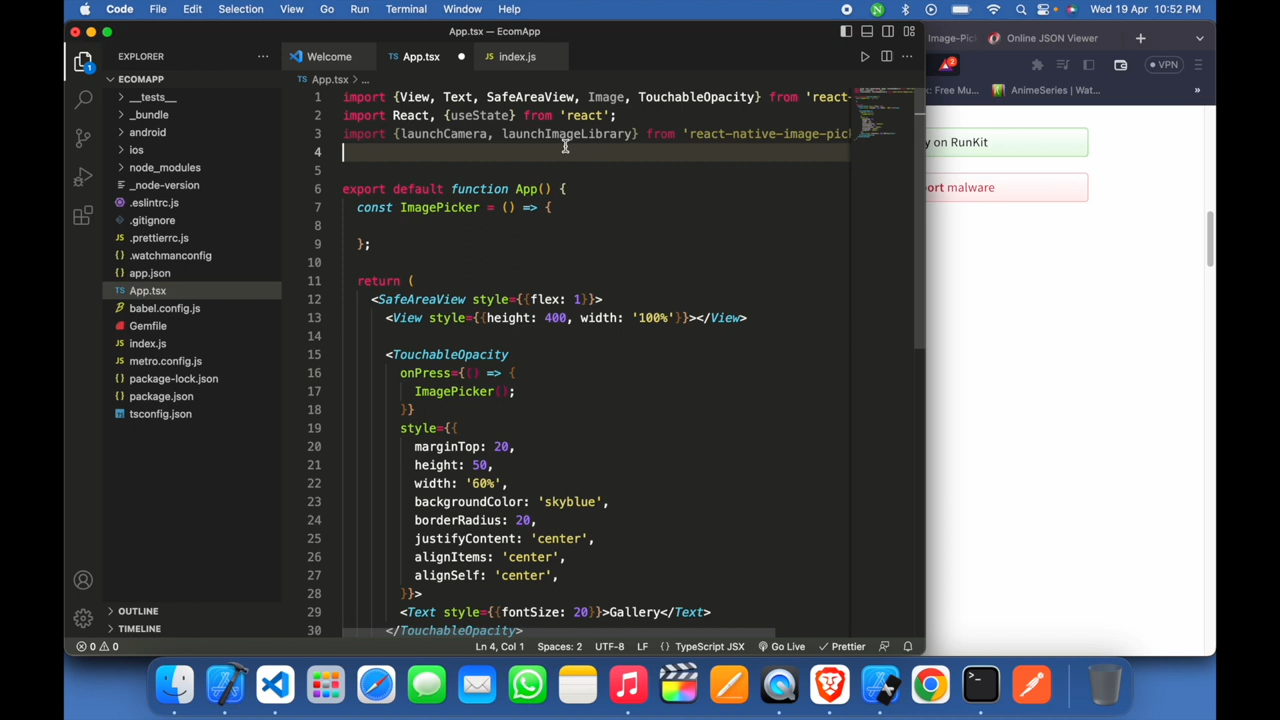 Code File Edit Selection View Go Run Terminal Window Help Wed 19 Apr 10:52 PM
App.tsx — EcomApp
EXPLORER
Welcome App.tsx index.js
Image-Pic Online JSON Viewer
App.tsx > ...
VPN
ee Mu... AnimeSeries | Wat... »
ECOMAPP
__tests__
_bundle
android
ios
node_modules
_node-version
.eslintrc.js
.gitignore
.prettierrc.js
.watchmanconfig
app.json
App.tsx
babel.config.js
Gemfile
index.js
metro.config.js
package-lock.json
package.json
tsconfig.json
OUTLINE
TIMELINE
1 import {View, Text, SafeAreaView, Image, TouchableOpacity} from 'react-
2 import React, {useState} from 'react';
3 import {launchCamera, launchImageLibrary} from 'react-native-image-pick
4
5
6 export default function App() {
7 const ImagePicker = () => {
8
9 };
10
11 return (
12 <SafeAreaView style={{flex: 1}}>
13 <View style={{height: 400, width: '100%'}}></View>
14
15 <TouchableOpacity
16 onPress={() => {
17 ImagePicker();
18 }}
19 style={{
20 marginTop: 20,
21 height: 50,
22 width: '60%',
23 backgroundColor: 'skyblue',
24 borderRadius: 20,
25 justifyContent: 'center',
26 alignItems: 'center',
27 alignSelf: 'center',
28 }}>
29 <Text style={{fontSize: 20}}>Gallery</Text>
30 </TouchableOpacity>
y on RunKit
ort malware
0 0 Ln 4, Col 1 Spaces: 2 UTF-8 LF {} TypeScript JSX Go Live Prettier